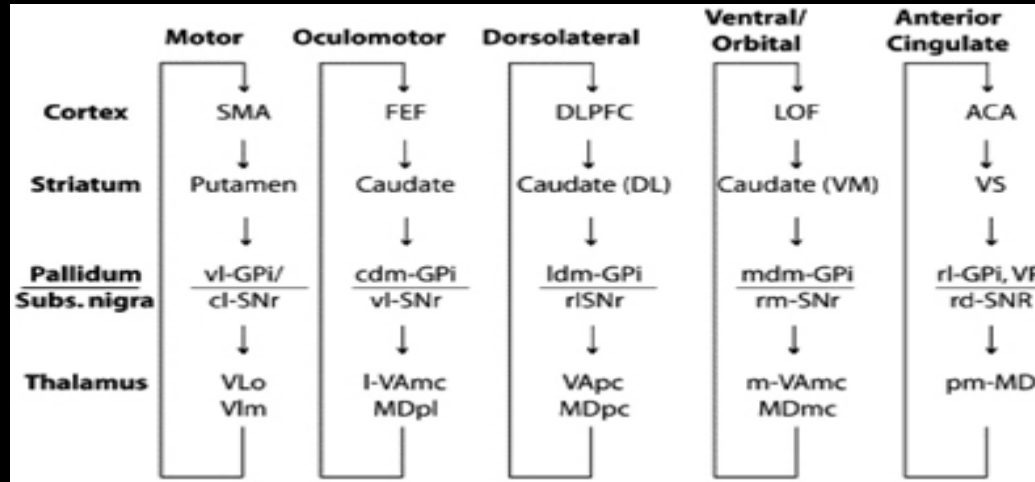 Motor Oculomotor Dorsolateral Ventral/ Orbital Anterior Cingulate
Cortex SMA FEF DLPFC LOF ACA
Striatum Putamen Caudate Caudate (DL) Caudate (VM) VS
Pallidum vl-GPi/ cdm-GPi ldm-GPi mdm-GPi rl-GPi, VP
Subs. nigra cl-SNr vl-SNr rlSNr rm-SNr rd-SNR
Thalamus VLo l-VAmc VApc m-VAmc pm-MD
Vlm MDpl MDpc MDmc